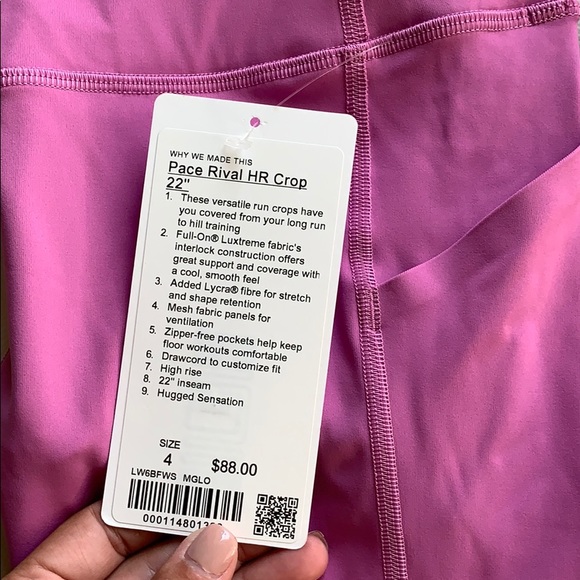 WHY WE MADE THIS
Pace Rival HR Crop
22"
1. These versatile run crops have
you covered from your long run
to hill training
2. Full-On® Luxtreme fabric's
interlock construction offers
great support and coverage with
a cool, smooth feel
3. Added Lycra® fibre for stretch
and shape retention
4. Mesh fabric panels for
ventilation
5. Zipper-free pockets help keep
floor workouts comfortable
6. Drawcord to customize fit
7. High rise
8. 22" inseam
9. Hugged Sensation
SIZE
4 $88.00
LW6BFWS MGLO